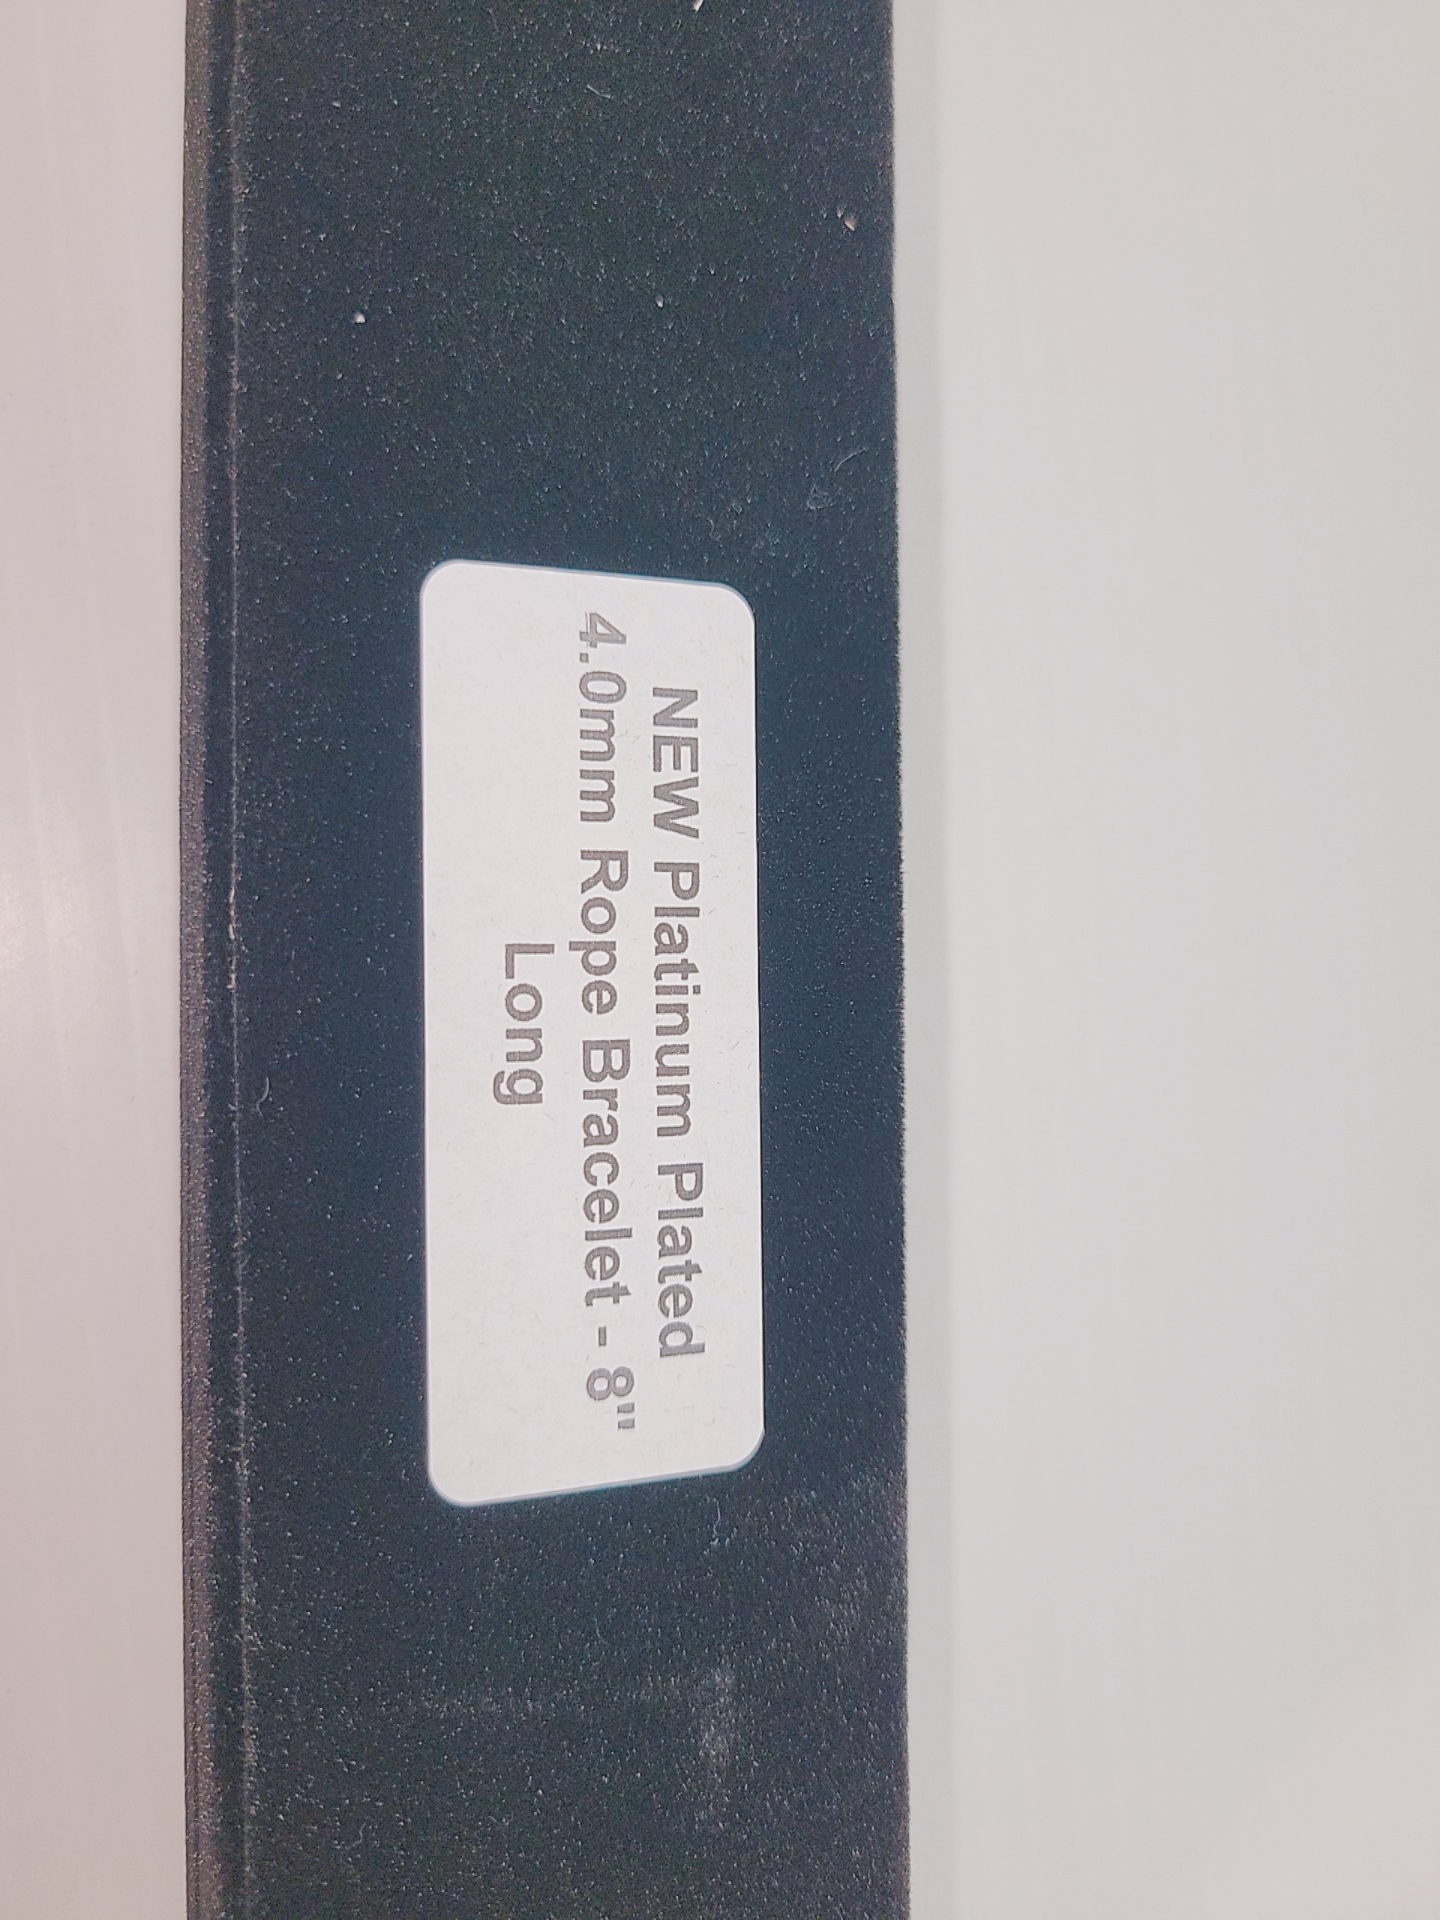 NEW Platinum Plated
4.0mm Rope Bracelet - 8"
Long